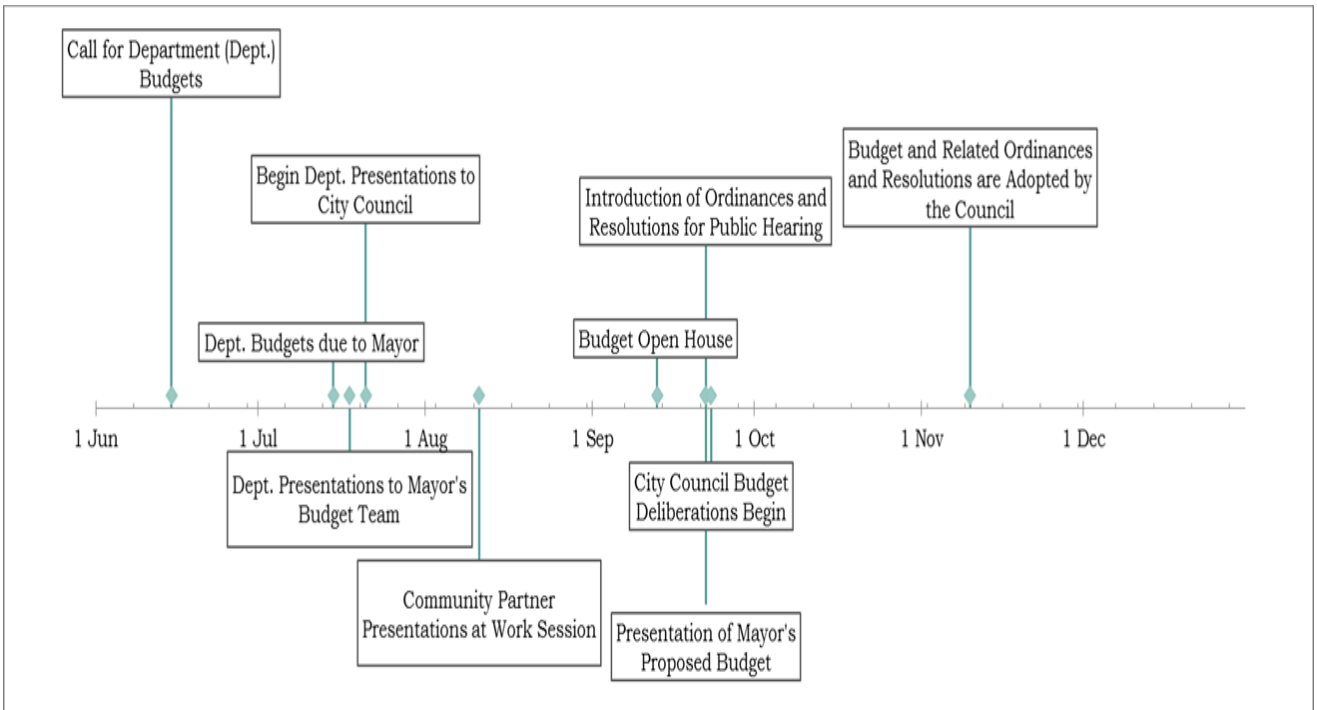 Call for Department (Dept.)
Budgets
Begin Dept. Presentations to
City Council
Introduction of Ordinances and
Resolutions for Public Hearing
Budget and Related Ordinances
and Resolutions are Adopted by
the Council
Dept. Budgets due to Mayor
Budget Open House
1 Jun
1 Jul
1 Aug
1 Sep
1 Oct
1 Nov
1 Dec
Dept. Presentations to Mayor's
Budget Team
City Council Budget
Deliberations Begin
Community Partner
Presentations at Work Session
Presentation of Mayor's
Proposed Budget